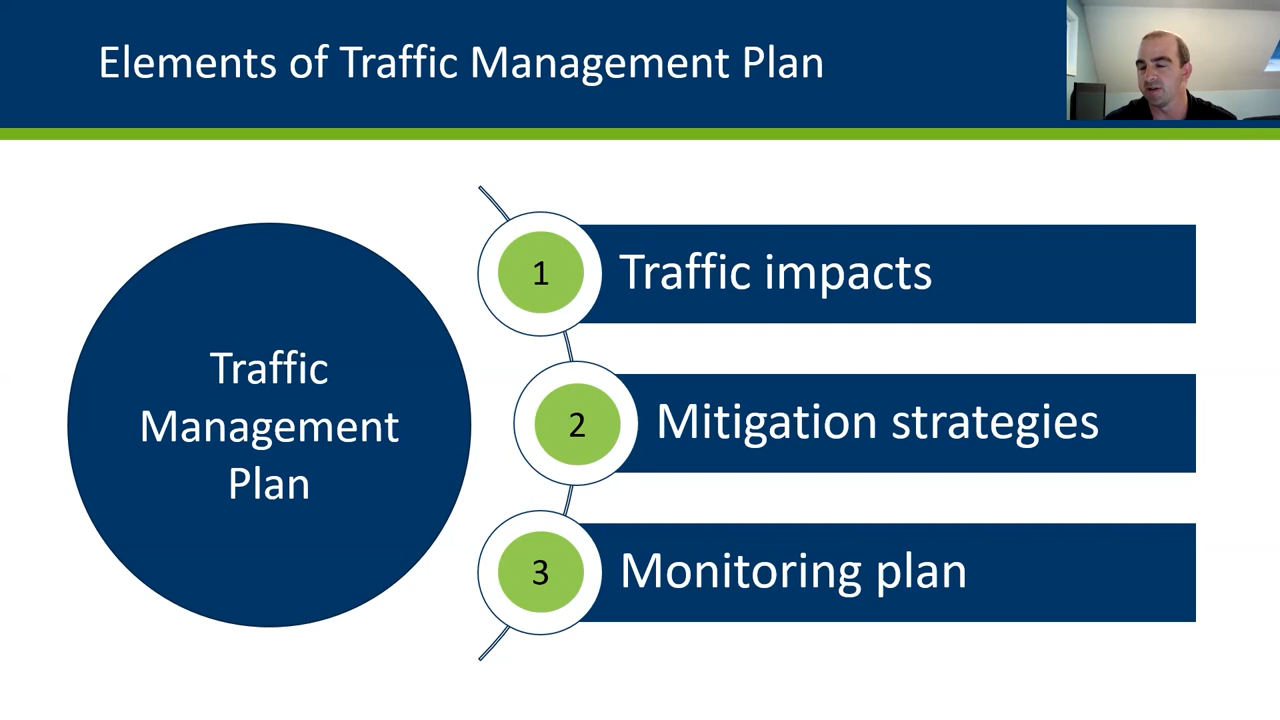 Elements of Traffic Management Plan
Traffic
Management
Plan
1
Traffic impacts
2
Mitigation strategies
3
Monitoring plan